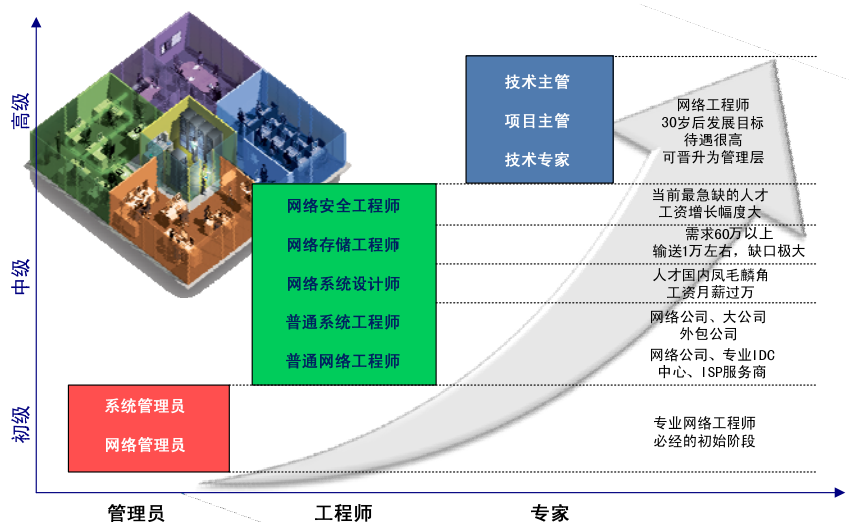 高级
技术主管
项目主管
技术专家
网络工程师
30岁后发展目标
待遇很高
可晋升为管理层
中级
网络安全工程师
网络存储工程师
网络系统设计师
普通系统工程师
普通网络工程师
当前最急缺的人才
工资增长幅度大
需求60万以上
输送1万左右，缺口极大
人才国内凤毛麟角
工资月薪过万
网络公司、大公司
外包公司
网络公司、专业IDC
中心、ISP服务商
初级
系统管理员
网络管理员
专业网络工程师
必经的初始阶段
管理员
工程师
专家